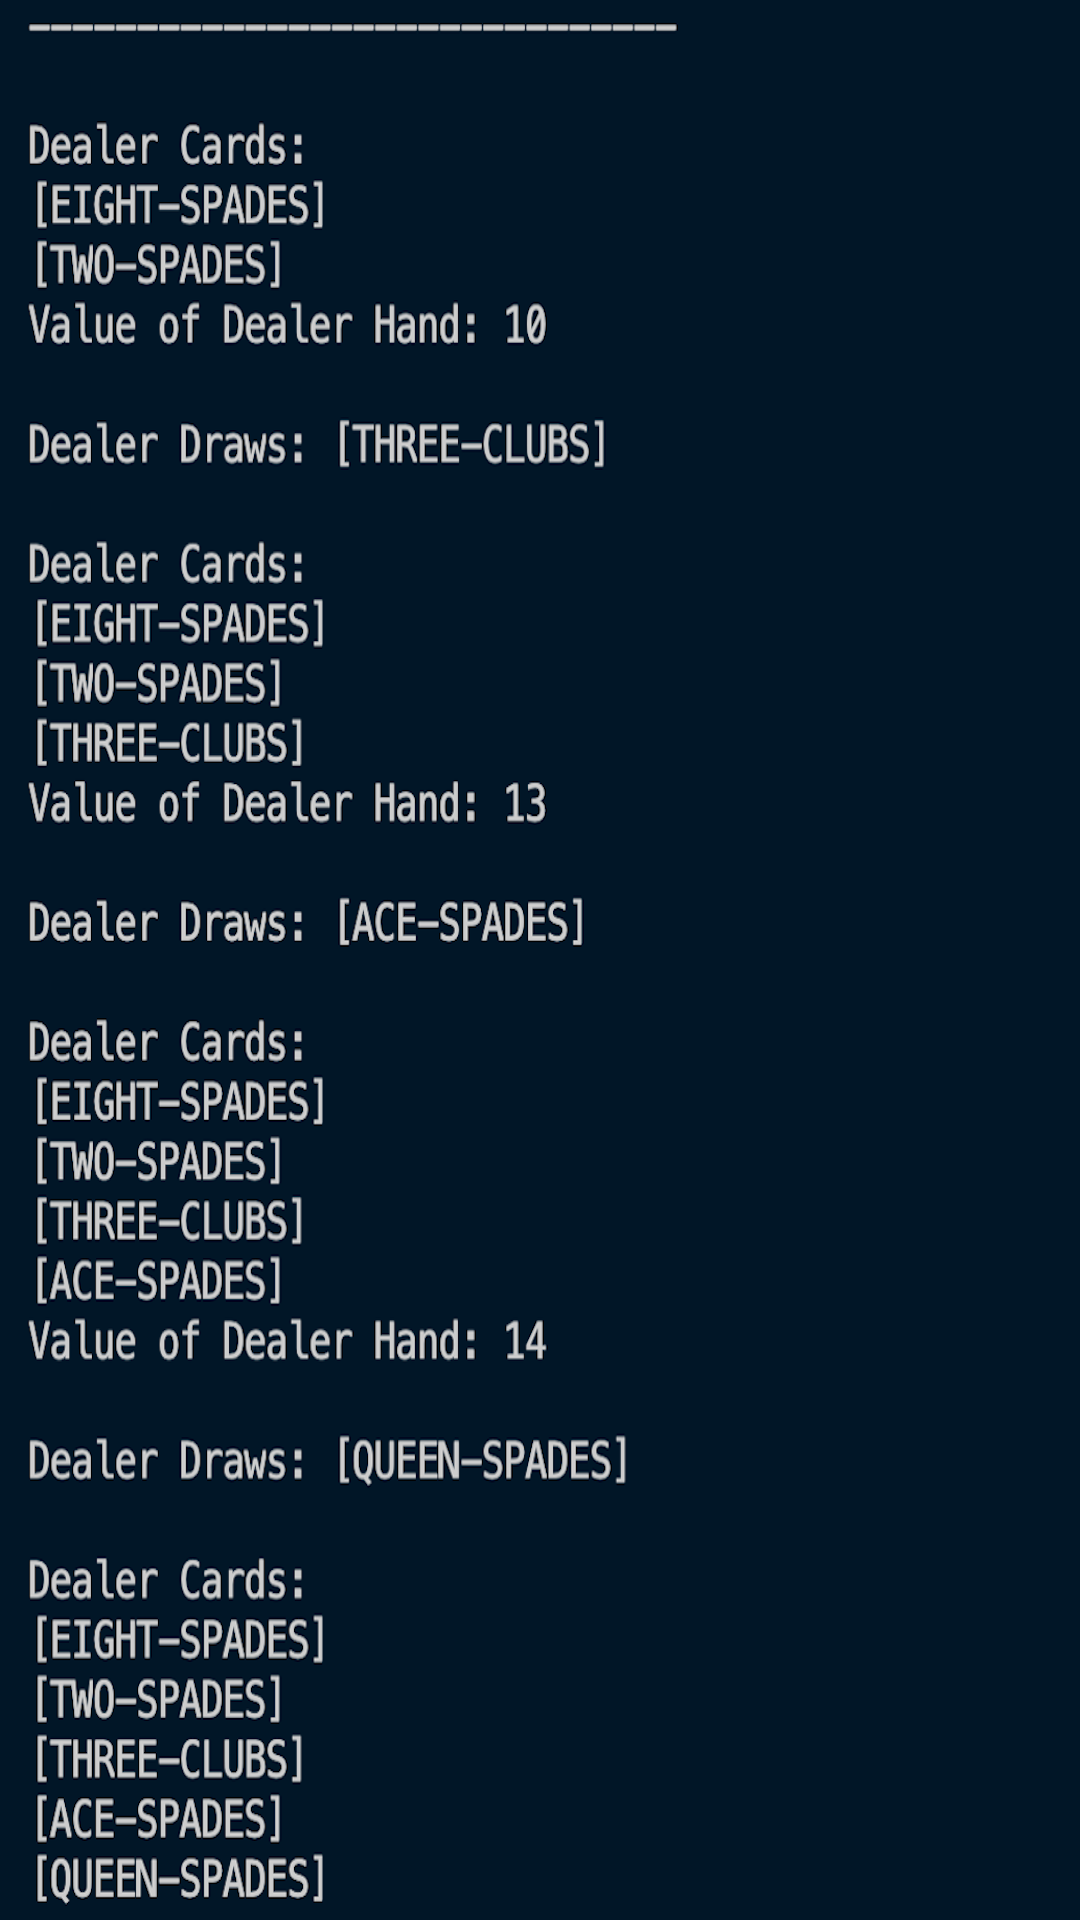 ------------------------------
Dealer Cards:
[EIGHT-SPADES]
[TWO-SPADES]
Value of Dealer Hand: 10
Dealer Draws: [THREE-CLUBS]
Dealer Cards:
[EIGHT-SPADES]
[TWO-SPADES]
[THREE-CLUBS]
Value of Dealer Hand: 13
Dealer Draws: [ACE-SPADES]
Dealer Cards:
[EIGHT-SPADES]
[TWO-SPADES]
[THREE-CLUBS]
[ACE-SPADES]
Value of Dealer Hand: 14
Dealer Draws: [QUEEN-SPADES]
Dealer Cards:
[EIGHT-SPADES]
[TWO-SPADES]
[THREE-CLUBS]
[ACE-SPADES]
[QUEEN-SPADES]